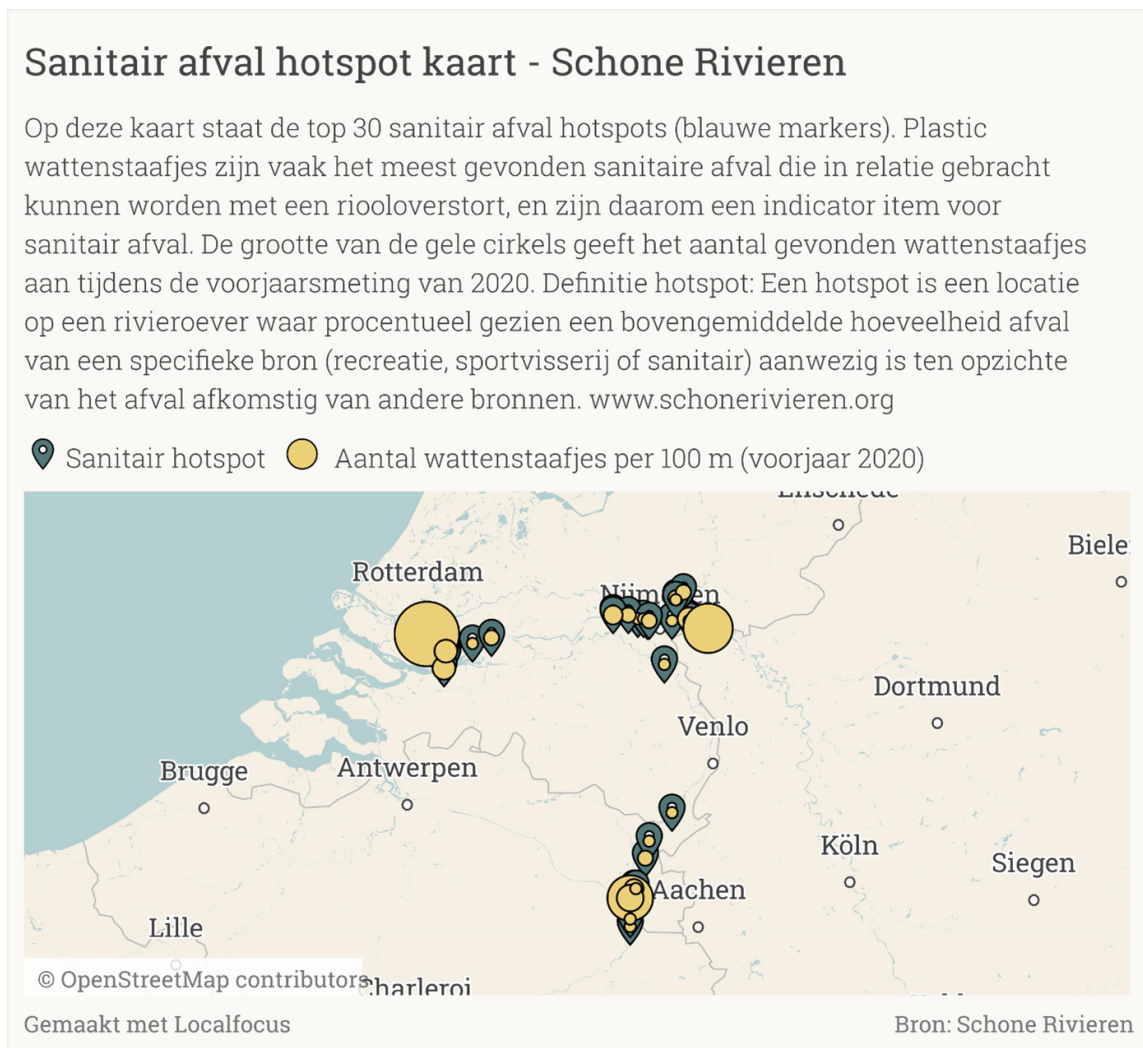 Sanitair afval hotspot kaart - Schone Rivieren
Op deze kaart staat de top 30 sanitair afval hotspots (blauwe markers). Plastic
wattenstaafjes zijn vaak het meest gevonden sanitaire afval die in relatie gebracht
kunnen worden met een riooloverstort, en zijn daarom een indicator item voor
sanitair afval. De grootte van de gele cirkels geeft het aantal gevonden wattenstaafjes
aan tijdens de voorjaarsmeting van 2020. Definitie hotspot: Een hotspot is een locatie
op een rivieroever waar procentueel gezien een bovengemiddelde hoeveelheid afval
van een specifieke bron (recreatie, sportvisserij of sanitair) aanwezig is ten opzichte
van het afval afkomstig van andere bronnen. www.schonerivieren.org
Sanitair hotspot Aantal wattenstaafjes per 100 m (voorjaar 2020)
Enschede
Biele
Rotterdam
Dortmund
Venlo
Brugge
Antwerpen
Köln
Siegen
Aachen
Lille
© OpenStreetMap contributors
Charleroi
Gemaakt met Localfocus
Bron: Schone Rivieren